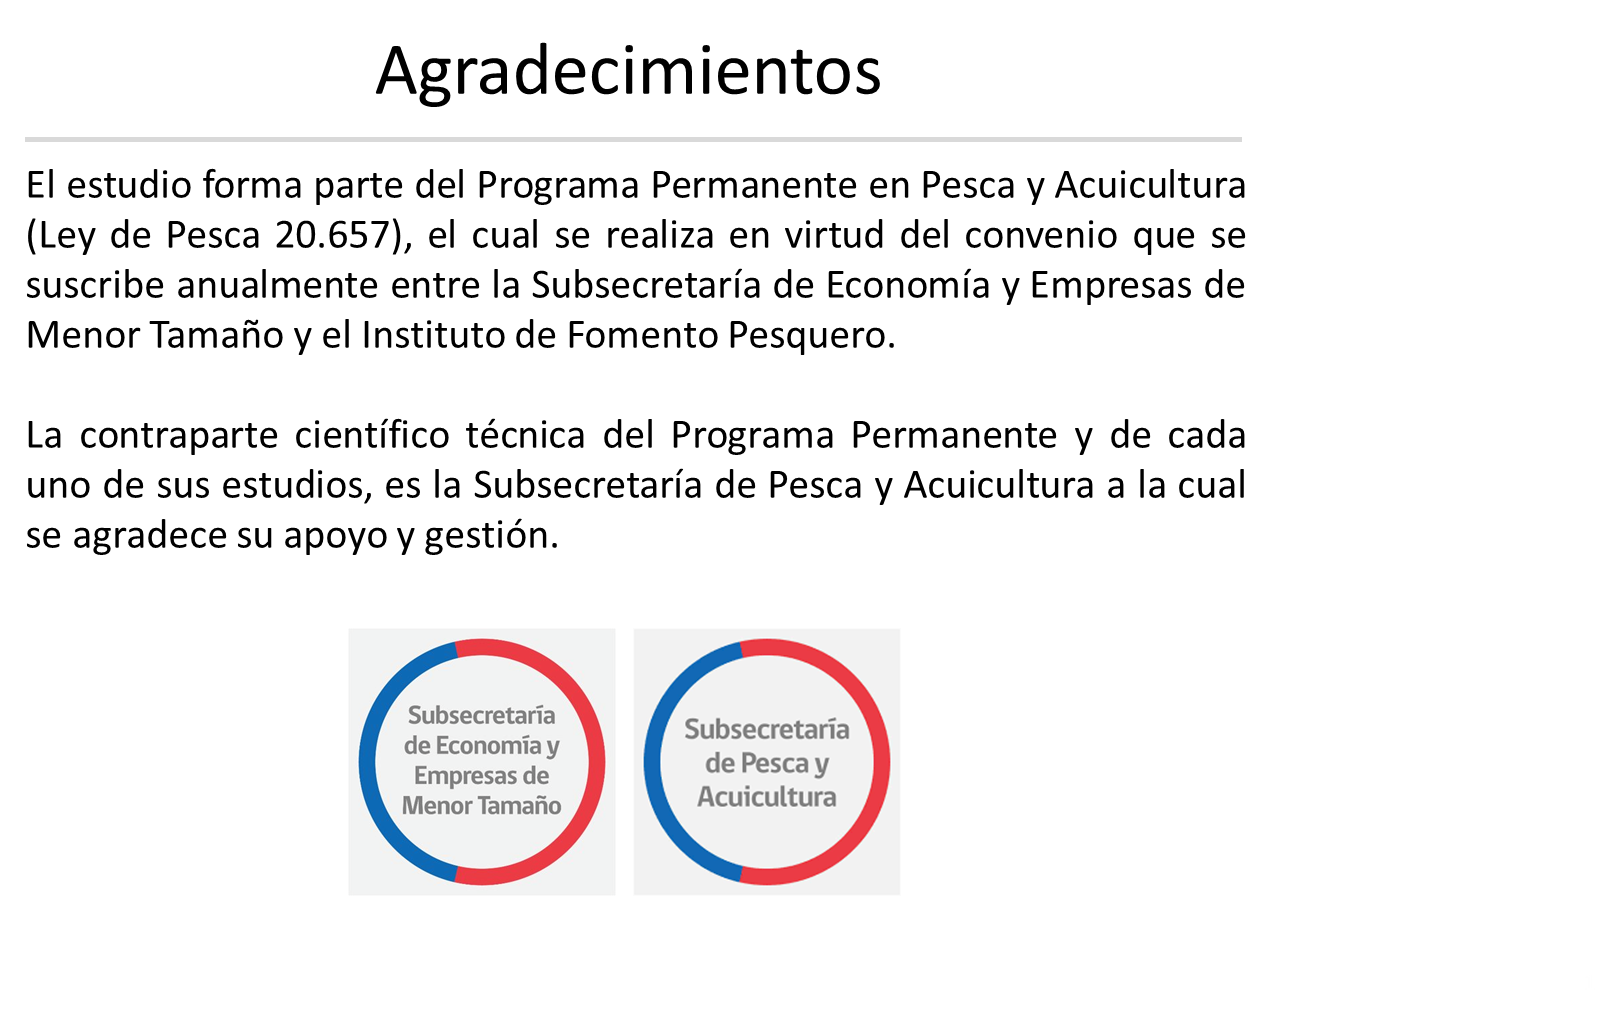 Agradecimientos
El estudio forma parte del Programa Permanente en Pesca y Acuicultura
(Ley de Pesca 20.657), el cual se realiza en virtud del convenio que se
suscribe anualmente entre la Subsecretaría de Economía y Empresas de
Menor Tamaño y el Instituto de Fomento Pesquero.
La contraparte científico técnica del Programa Permanente y de cada
uno de sus estudios, es la Subsecretaría de Pesca y Acuicultura a la cual
se agradece su apoyo y gestión.
Subsecretaría
de Economía y
Empresas de
Menor Tamaño
Subsecretaría
de Pesca y
Acuicultura